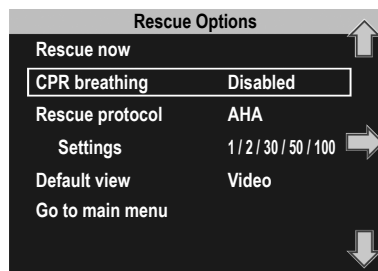 Rescue Options
Rescue now
CPR breathing Disabled
Rescue protocol AHA
Settings 1 / 2 / 30 / 50 / 100
Default view Video
Go to main menu